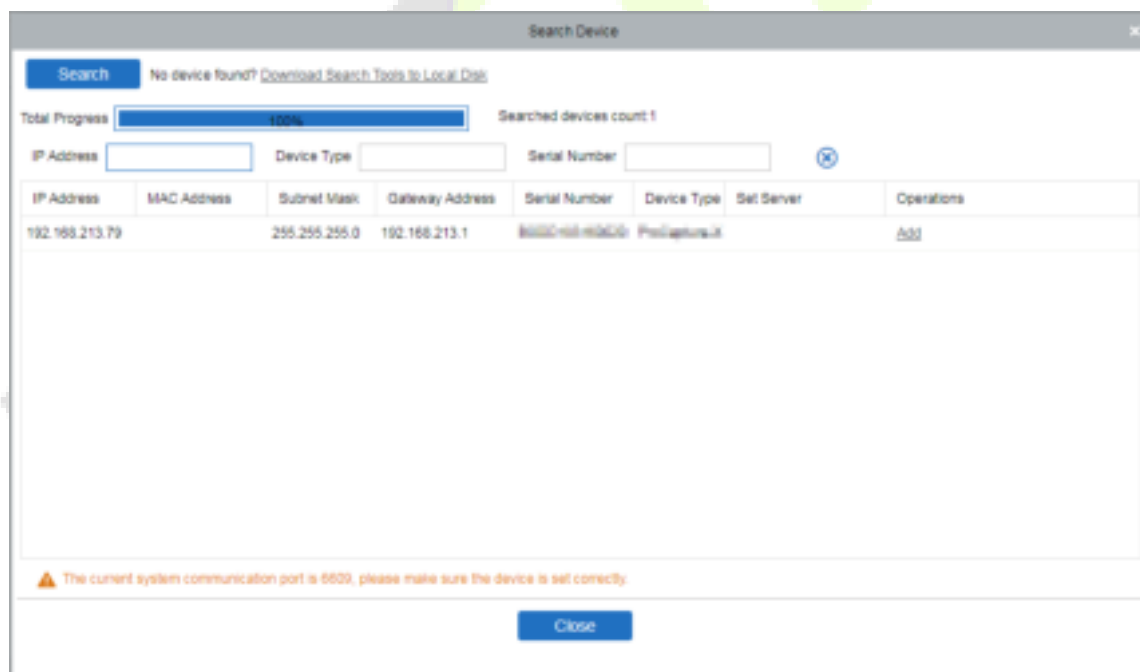 Search Device
Search No device found? Download Search Tools to Local Disk
Total Progress 100% Searched devices count:1
IP Address Device Type Serial Number
IP Address MAC Address Subnet Mask Gateway Address Serial Number Device Type Set Server Operations
192.168.213.79 255.255.255.0 192.168.213.1 Add
The current system communication port is 6609, please make sure the device is set correctly.
Close